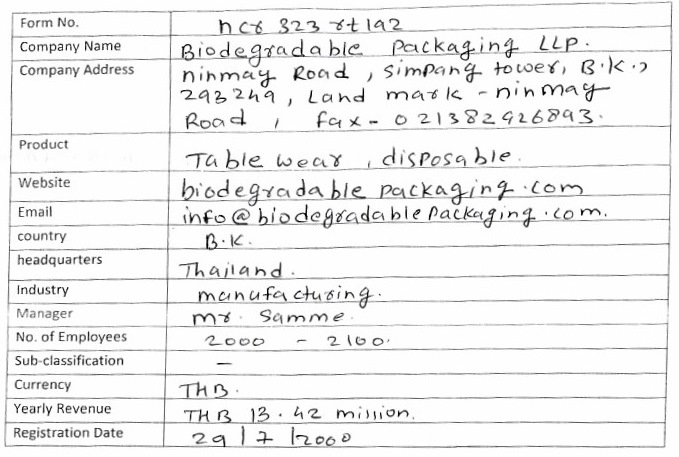 Form No. ncr 323 rt1a2
Company Name Biodegradable Packaging LLP.
Company Address ninmay Road, Simpang tower, B.K.,
293249, Land mark - ninmay
Road, fax - 021382926893.
Product Table wear, disposable.
Website biodegradable packaging.com
Email info@biodegradablePackaging.com.
country B.K.
headquarters Thailand.
Industry manufacturing.
Manager mr. Samme.
No. of Employees 2000 - 2100.
Sub-classification —
Currency THB.
Yearly Revenue THB 13.42 mission.
Registration Date 29/7/2000